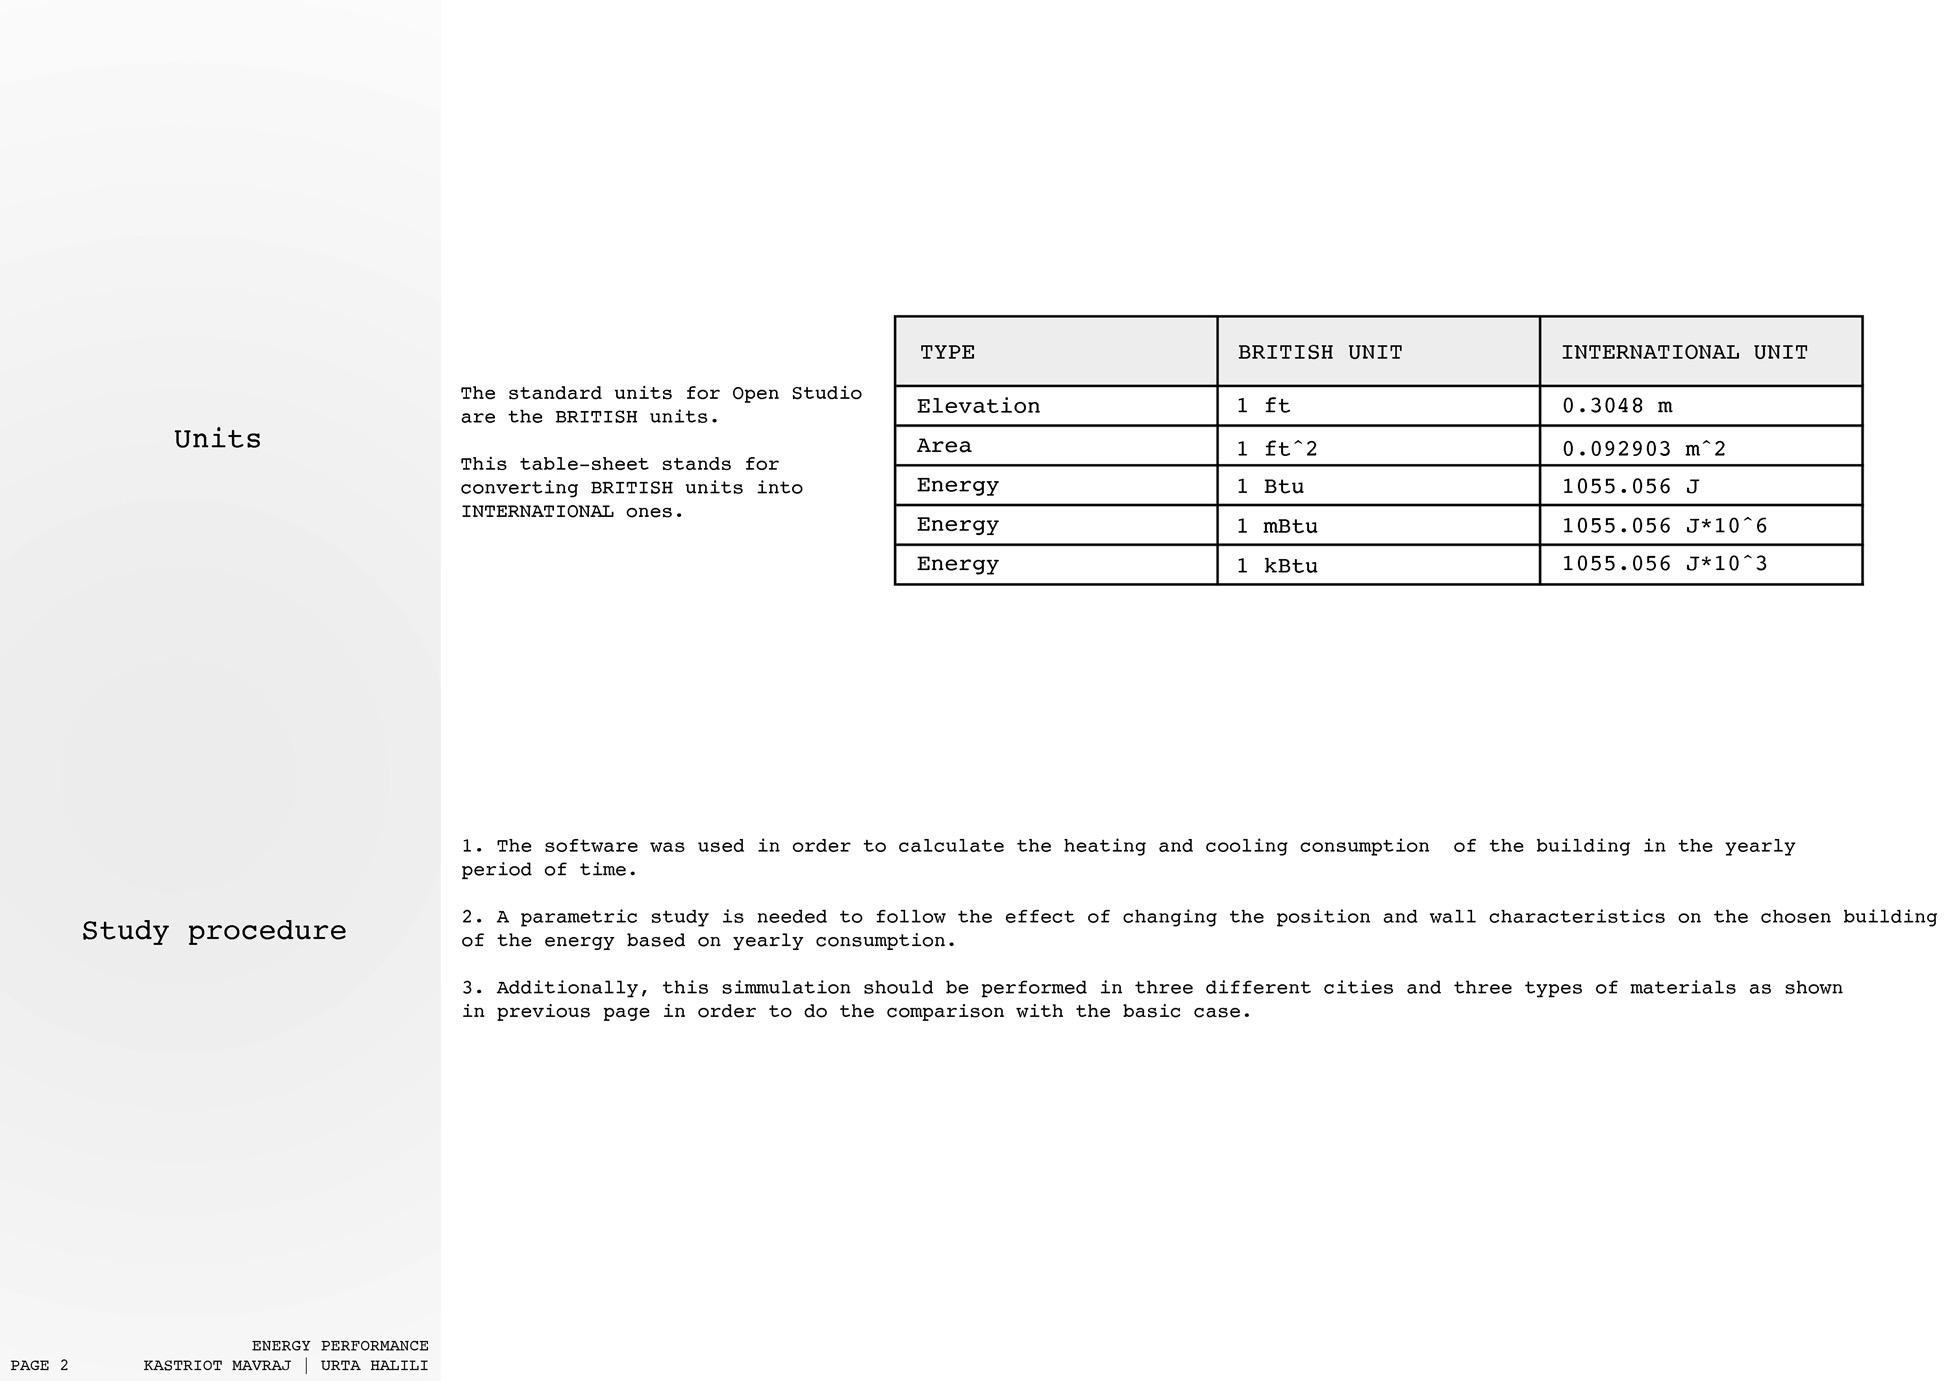 Units
The standard units for Open Studio
are the BRITISH units.
This table-sheet stands for
converting BRITISH units into
INTERNATIONAL ones.
TYPE BRITISH UNIT INTERNATIONAL UNIT
Elevation 1 ft 0.3048 m
Area 1 ft^2 0.092903 m^2
Energy 1 Btu 1055.056 J
Energy 1 mBtu 1055.056 J*10^6
Energy 1 kBtu 1055.056 J*10^3
Study procedure
1. The software was used in order to calculate the heating and cooling consumption  of the building in the yearly
period of time.
2. A parametric study is needed to follow the effect of changing the position and wall characteristics on the chosen building
of the energy based on yearly consumption.
3. Additionally, this simmulation should be performed in three different cities and three types of materials as shown
in previous page in order to do the comparison with the basic case.
ENERGY PERFORMANCE
PAGE 2 KASTRIOT MAVRAJ | URTA HALILI